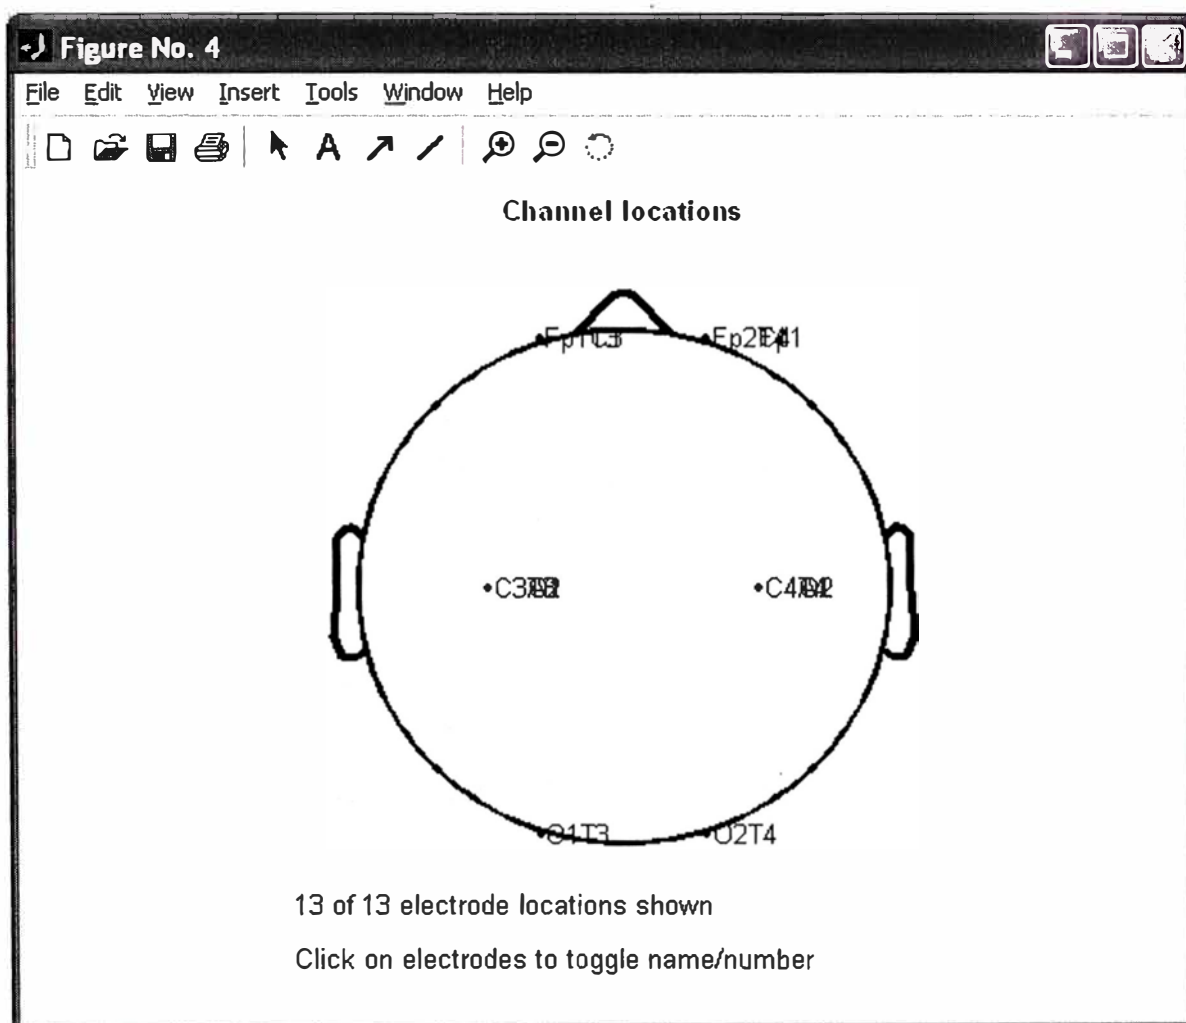 Figure No. 4
File Edit View Insert Tools Window Help
Channel locations
O1T3
O2T4
13 of 13 electrode locations shown
Click on electrodes to toggle name/number